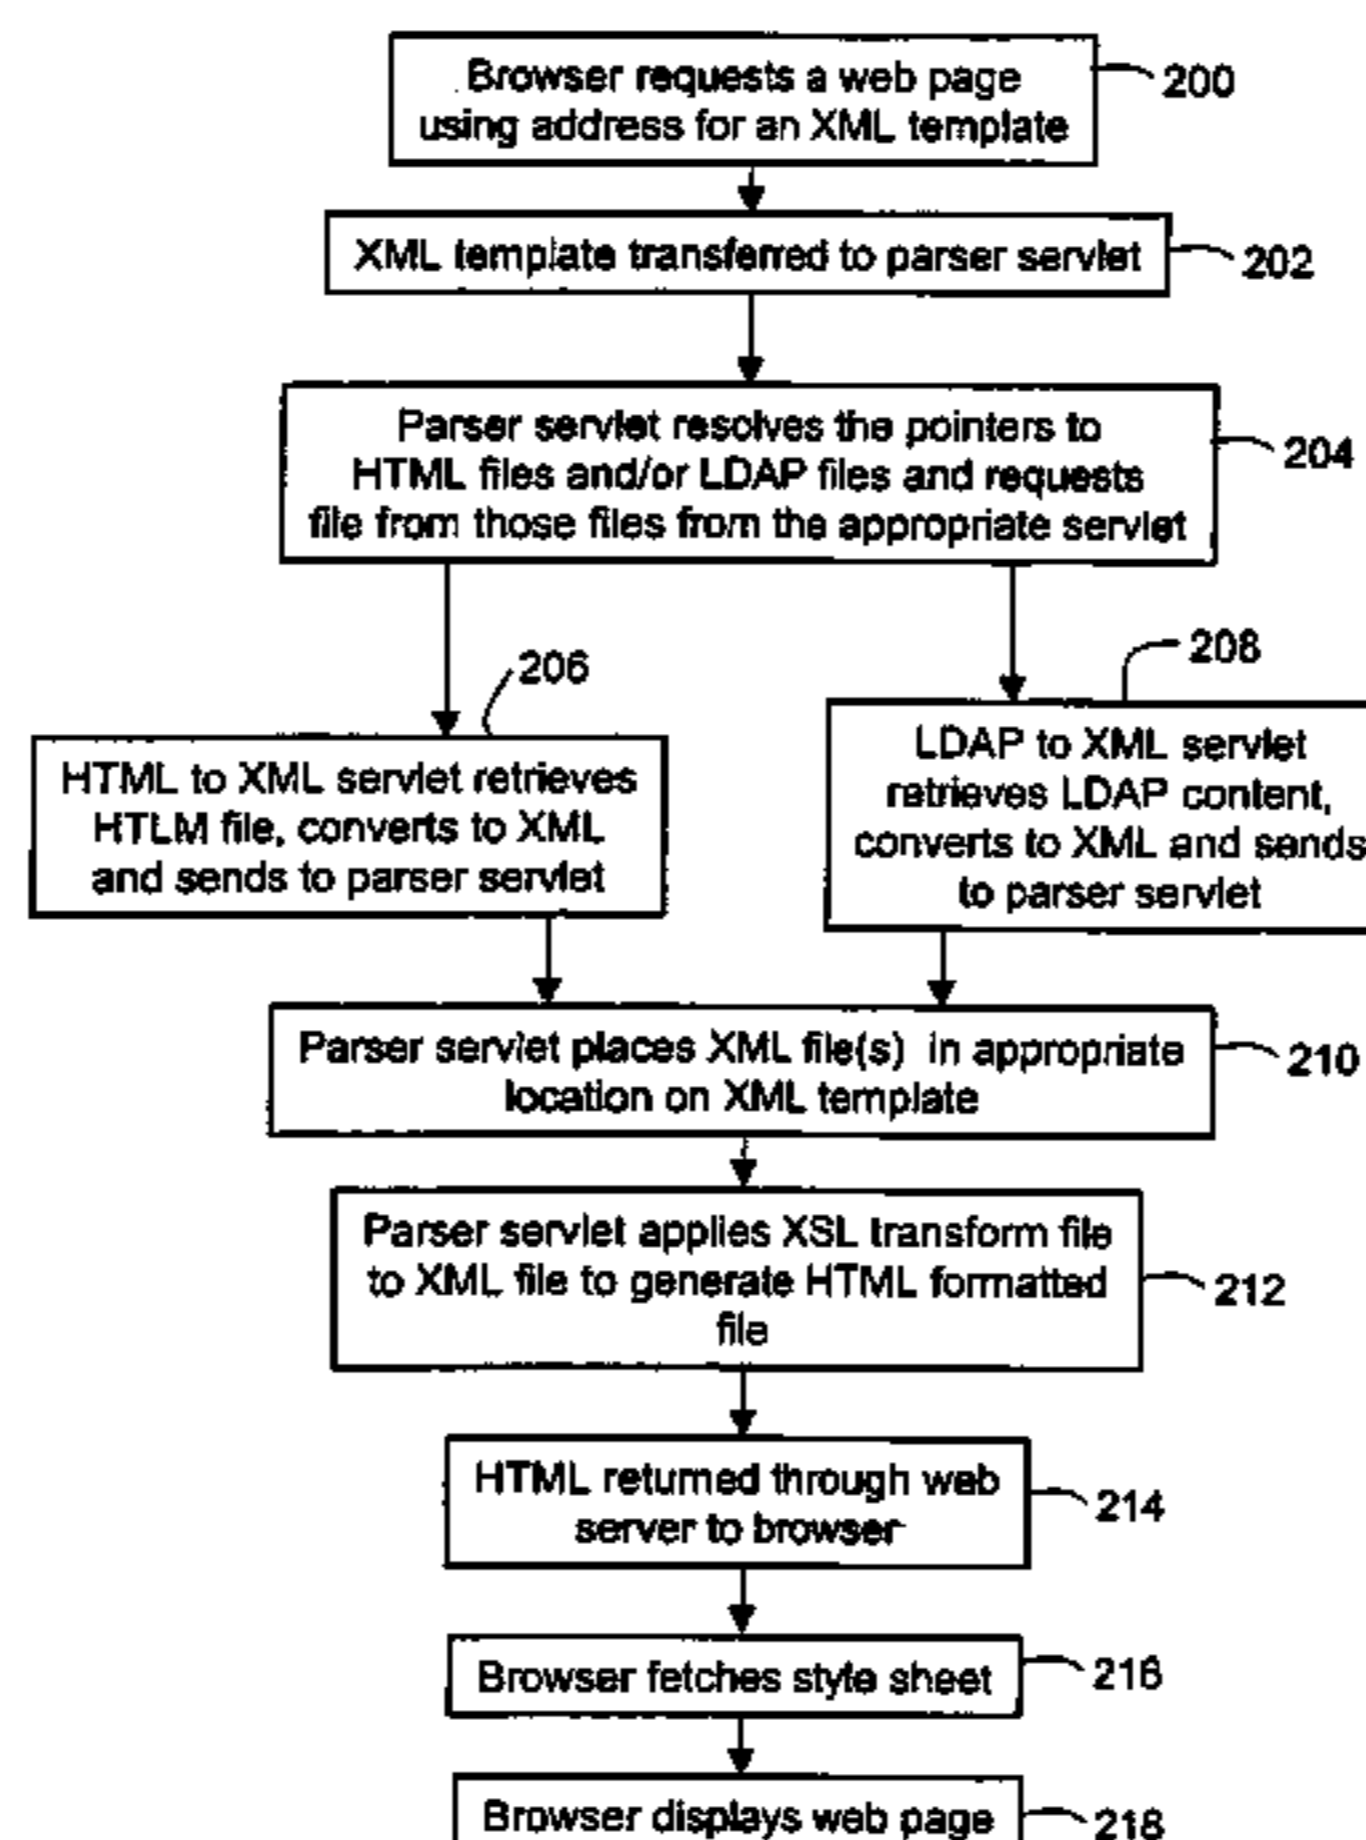 Browser requests a web page
using address for an XML template
200
XML template transferred to parser servlet
202
Parser servlet resolves the pointers to
HTML files and/or LDAP files and requests
file from those files from the appropriate servlet
204
206
208
HTML to XML servlet retrieves
HTLM file, converts to XML
and sends to parser servlet
LDAP to XML servlet
retrieves LDAP content,
converts to XML and sends
to parser servlet
Parser servlet places XML file(s) in appropriate
location on XML template
210
Parser servlet applies XSL transform file
to XML file to generate HTML formatted
file
212
HTML returned through web
server to browser
214
Browser fetches style sheet
216
Browser displays web page
218